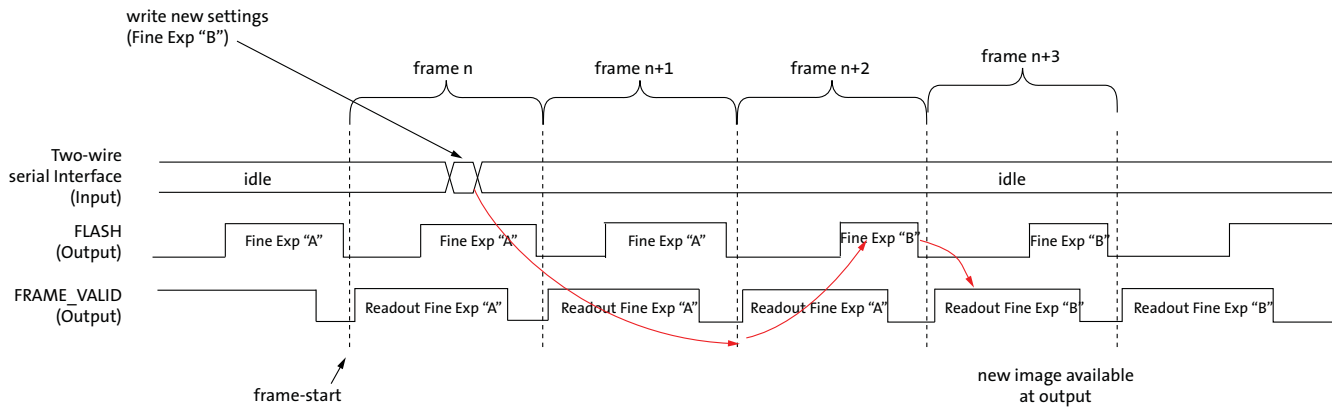 write new settings
(Fine Exp “B”)
frame n
frame n+1
frame n+2
frame n+3
Two-wire
serial Interface
(Input)
idle
idle
FLASH
(Output)
Fine Exp “A”
Fine Exp “A”
Fine Exp “A”
Fine Exp “B”
Fine Exp “B”
FRAME_VALID
(Output)
Readout Fine Exp “A”
Readout Fine Exp “A”
Readout Fine Exp “A”
Readout Fine Exp “B”
Readout Fine Exp “B”
frame-start
new image available
at output